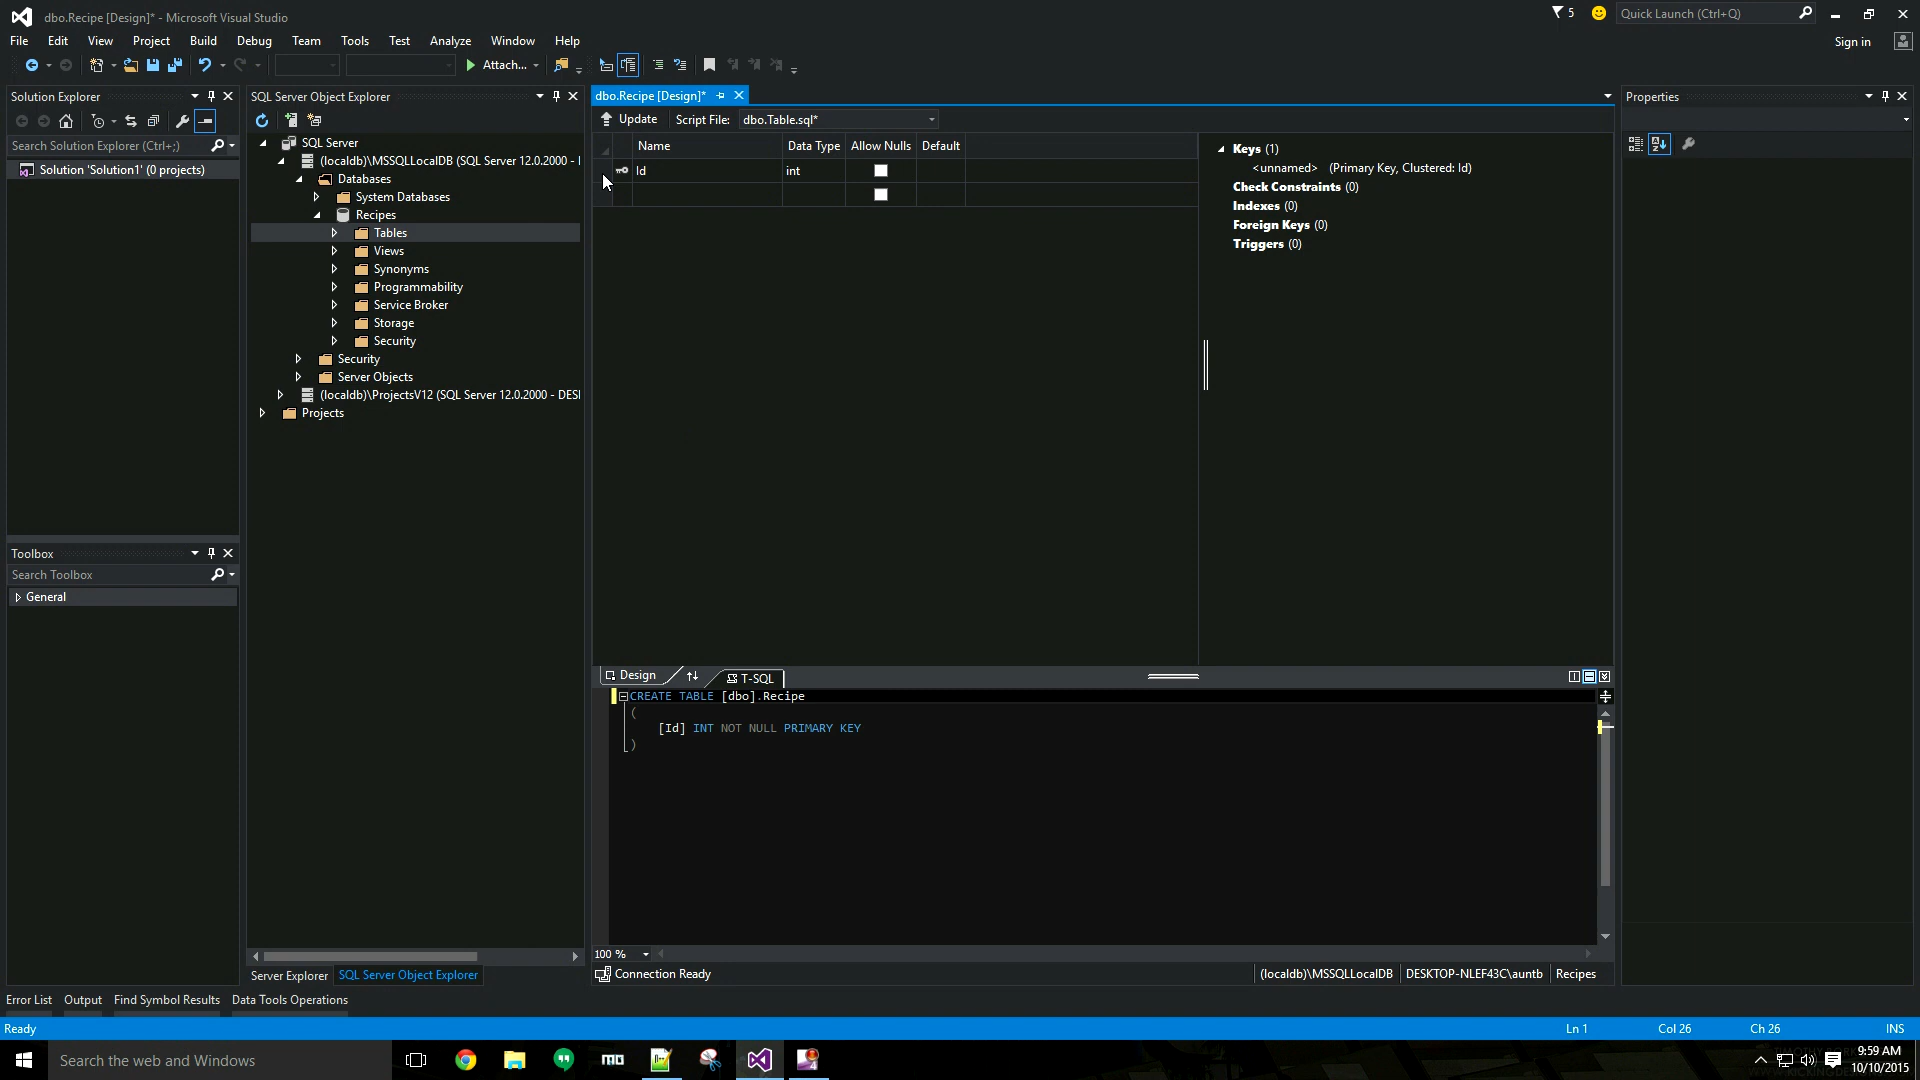 dbo.Recipe [Design]* - Microsoft Visual Studio
5
Quick Launch (Ctrl+Q)
File Edit View Project Build Debug Team Tools Test Analyze Window Help
Sign in
Attach...
Solution Explorer
Search Solution Explorer (Ctrl+;)
Solution 'Solution1' (0 projects)
Toolbox
Search Toolbox
General
SQL Server Object Explorer
SQL Server
(localdb)\MSSQLLocalDB (SQL Server 12.0.2000 -
Databases
System Databases
Recipes
Tables
Views
Synonyms
Programmability
Service Broker
Storage
Security
Security
Server Objects
(localdb)\ProjectsV12 (SQL Server 12.0.2000 - DESI
Projects
Server Explorer SQL Server Object Explorer
dbo.Recipe [Design]*
Update Script File: dbo.Table.sql*
Name Data Type Allow Nulls Default
Id int
Keys (1)
<unnamed> (Primary Key, Clustered: Id)
Check Constraints (0)
Indexes (0)
Foreign Keys (0)
Triggers (0)
Design T-SQL
CREATE TABLE [dbo].Recipe
(
[Id] INT NOT NULL PRIMARY KEY
)
100 %
Connection Ready (localdb)\MSSQLLocalDB DESKTOP-NLEF43C\auntb Recipes
Properties
Error List Output Find Symbol Results Data Tools Operations
Ready Ln 1 Col 26 Ch 26 INS
Search the web and Windows
9:59 AM
10/10/2015